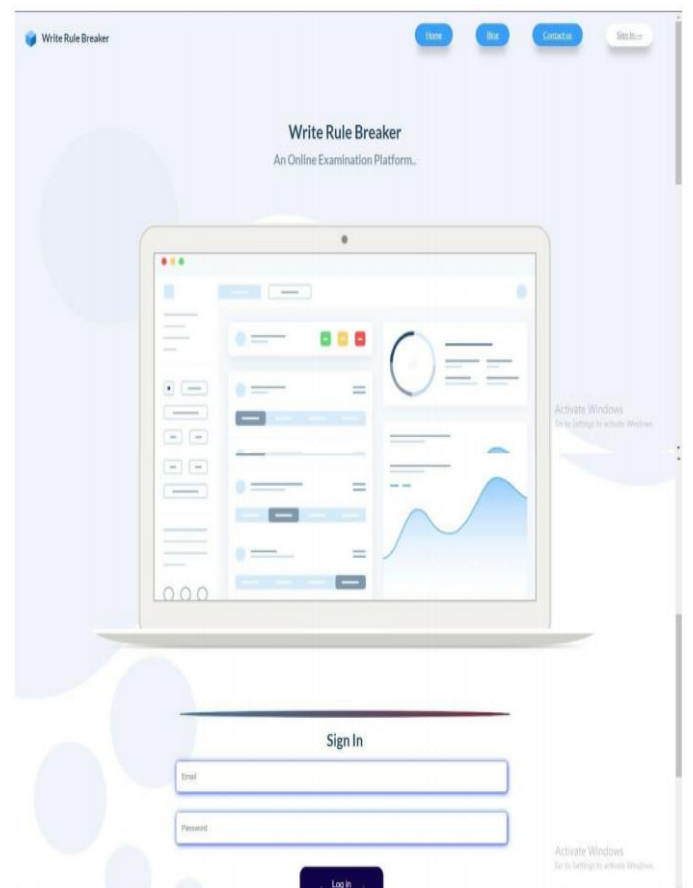 Write Rule Breaker
Home
Blog
Contact us
Sign In →
Write Rule Breaker
An Online Examination Platform..
Activate Windows
Go to Settings to activate Windows.
Sign In
Email
Password
Activate Windows
Go to Settings to activate Windows.
Log in